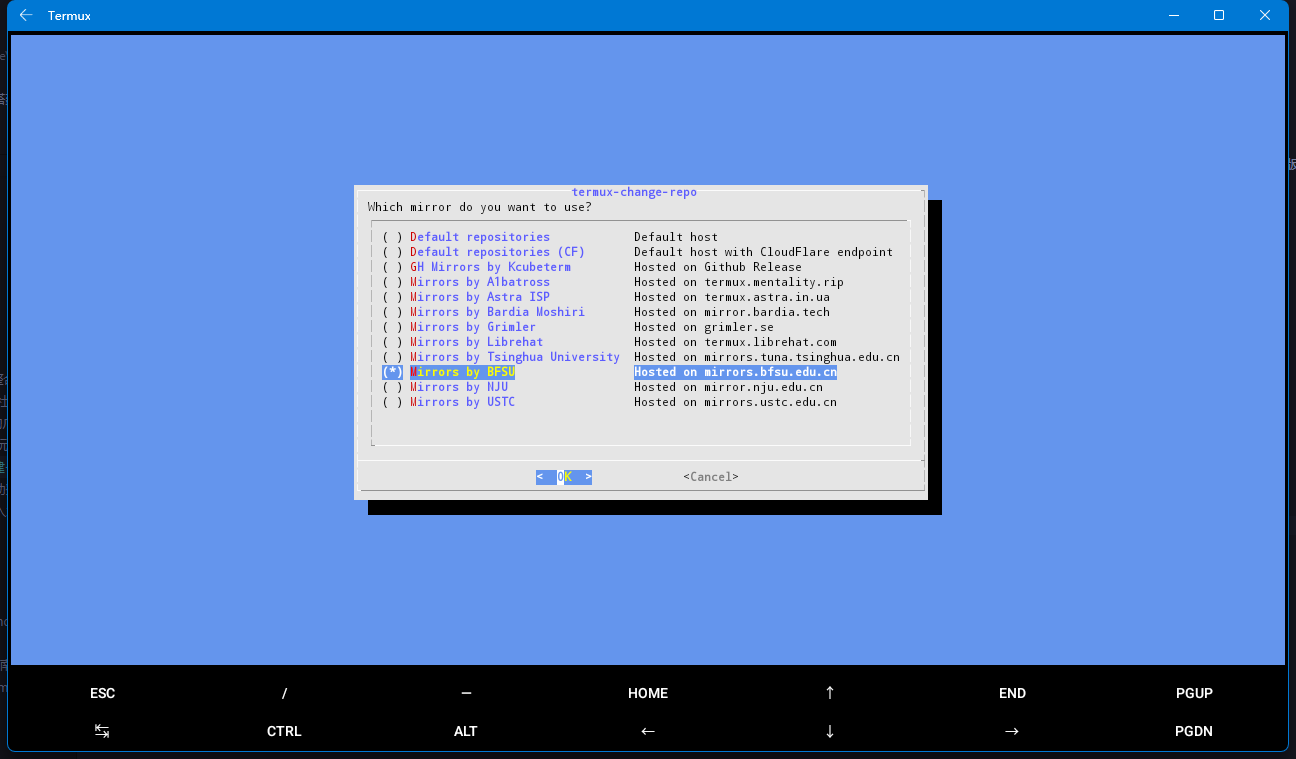 Termux
termux-change-repo
Which mirror do you want to use?
( ) Default repositories Default host
( ) Default repositories (CF) Default host with CloudFlare endpoint
( ) GH Mirrors by Kcubeterm Hosted on Github Release
( ) Mirrors by A1batross Hosted on termux.mentality.rip
( ) Mirrors by Astra ISP Hosted on termux.astra.in.ua
( ) Mirrors by Bardia Moshiri Hosted on mirror.bardia.tech
( ) Mirrors by Grimler Hosted on grimler.se
( ) Mirrors by Librehat Hosted on termux.librehat.com
( ) Mirrors by Tsinghua University Hosted on mirrors.tuna.tsinghua.edu.cn
(*) Mirrors by BFSU Hosted on mirrors.bfsu.edu.cn
( ) Mirrors by NJU Hosted on mirror.nju.edu.cn
( ) Mirrors by USTC Hosted on mirrors.ustc.edu.cn
< OK > <Cancel>
ESC / — HOME ↑ END PGUP
↹ CTRL ALT ← ↓ → PGDN